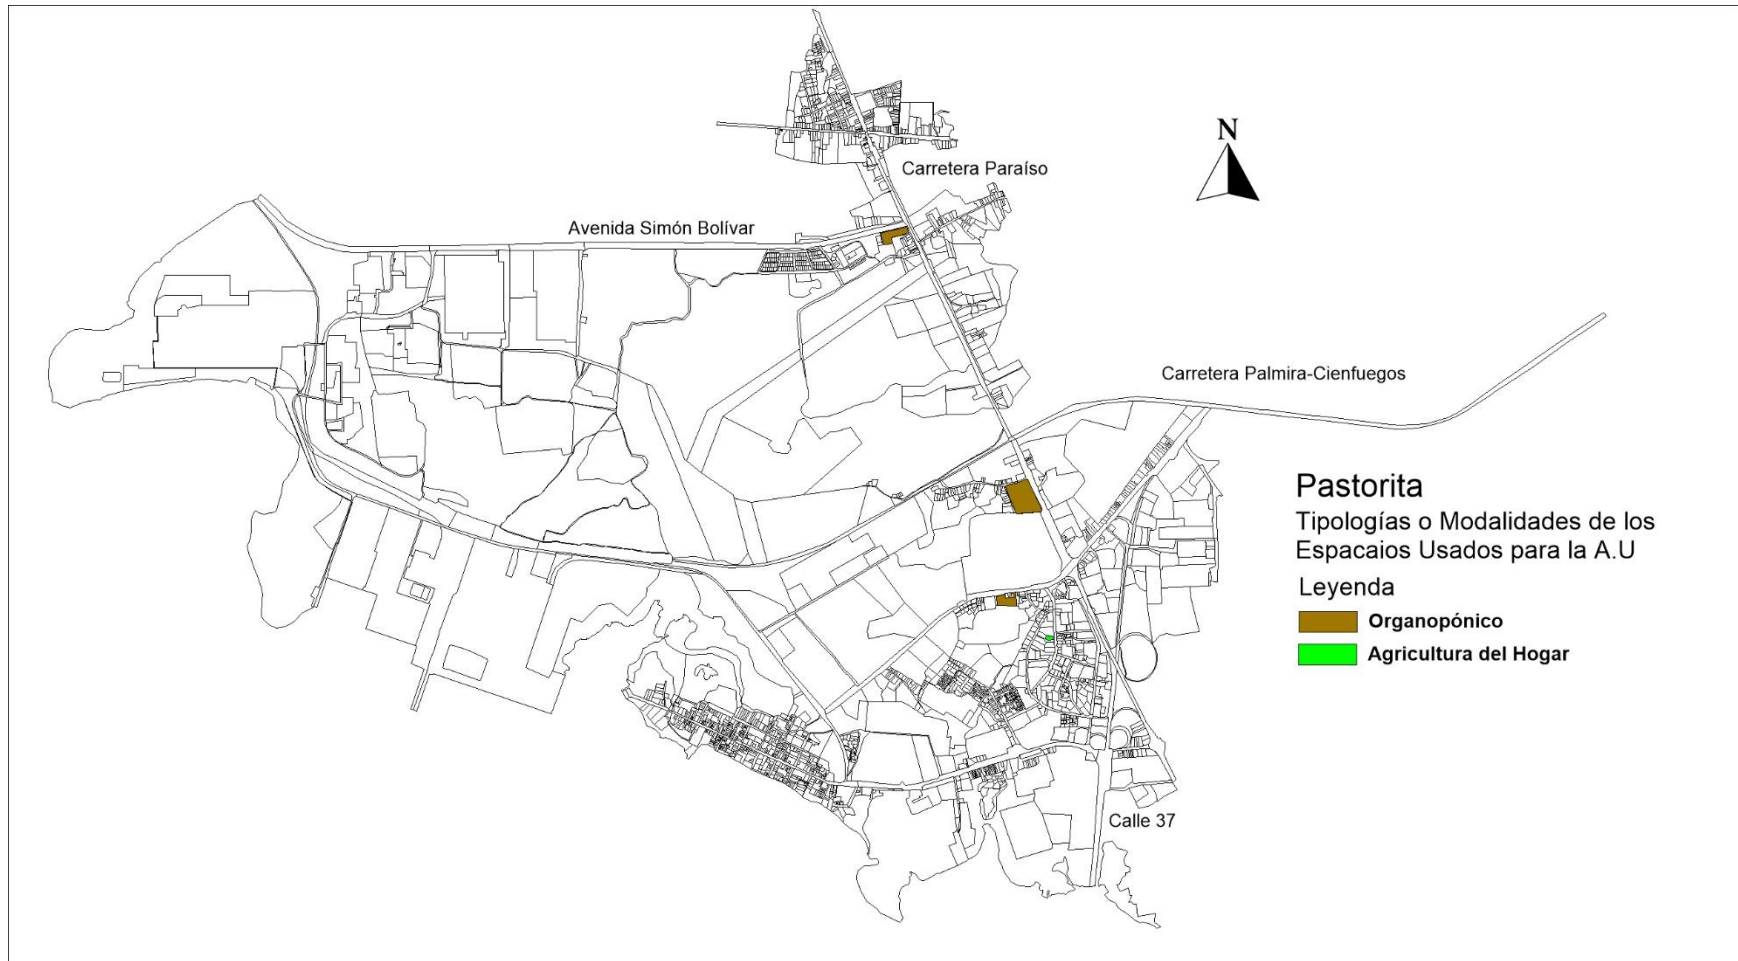 N
Carretera Paraíso
Avenida Simón Bolívar
Carretera Palmira-Cienfuegos
Pastorita
Tipologías o Modalidades de los
Espacaios Usados para la A.U
Leyenda
Organopónico
Agricultura del Hogar
Calle 37